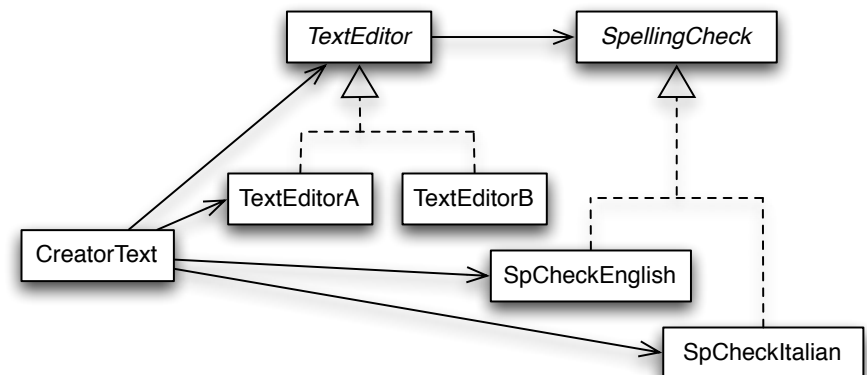 TextEditor
SpellingCheck
TextEditorA
TextEditorB
CreatorText
SpCheckEnglish
SpCheckItalian